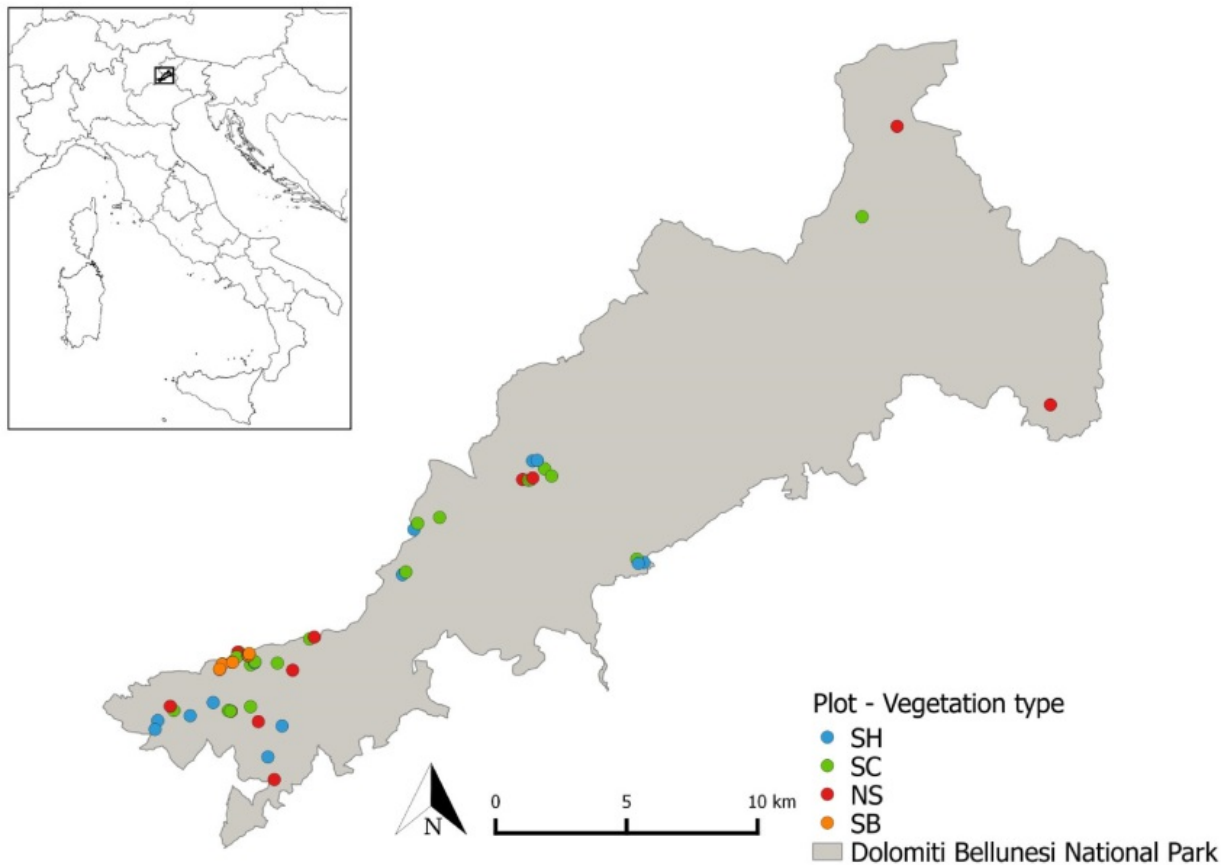 Plot - Vegetation type
SH
SC
NS
SB
Dolomiti Bellunesi National Park
N
0 5 10 km